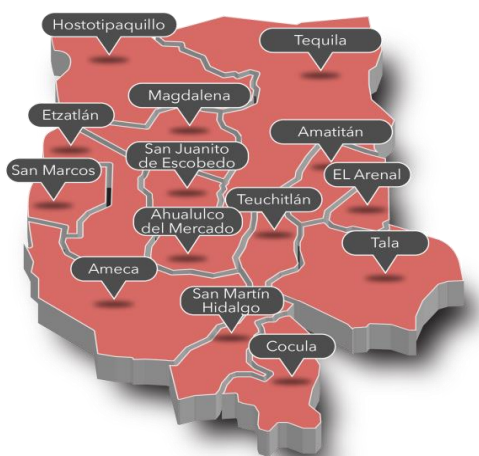 Hostotipaquillo
Tequila
Magdalena
Etzatlán
Amatitán
San Juanito
de Escobedo
San Marcos
EL Arenal
Teuchitlán
Ahualulco
del Mercado
Tala
Ameca
San Martín
Hidalgo
Cocula